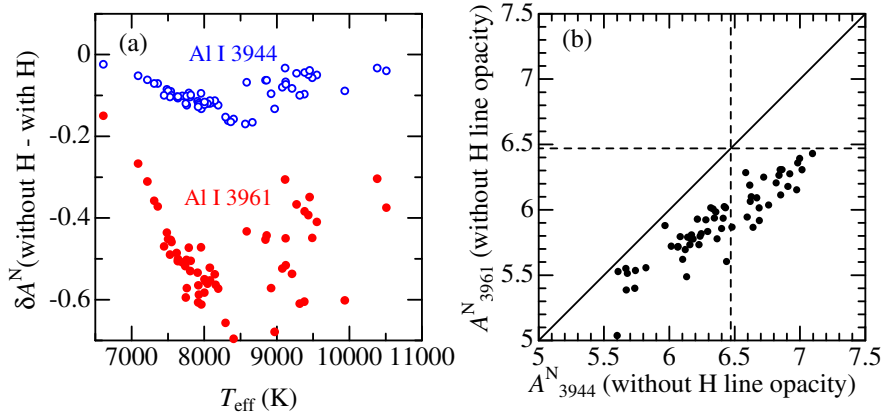 (a)
Al I 3944
Al I 3961
0
-0.2
-0.4
-0.6
δA^N (without H - with H)
7000 8000 9000 10000 11000
T_eff (K)
(b)
7.5
7
6.5
6
5.5
5
A^N_3961 (without H line opacity)
5 5.5 6 6.5 7 7.5
A^N_3944 (without H line opacity)